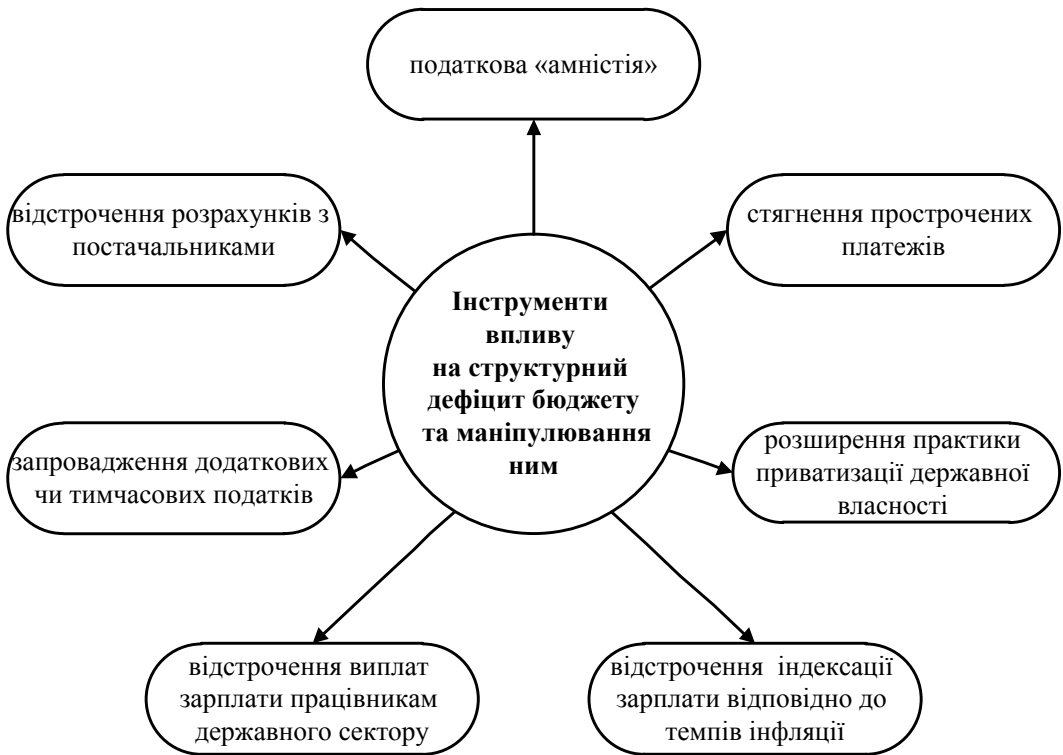 податкова «амністія»
відстрочення розрахунків з
постачальниками
стягнення прострочених
платежів
Інструменти
впливу
на структурний
дефіцит бюджету
та маніпулювання
ним
запровадження додаткових
чи тимчасових податків
розширення практики
приватизації державної
власності
відстрочення виплат
зарплати працівникам
державного сектору
відстрочення індексації
зарплати відповідно до
темпів інфляції